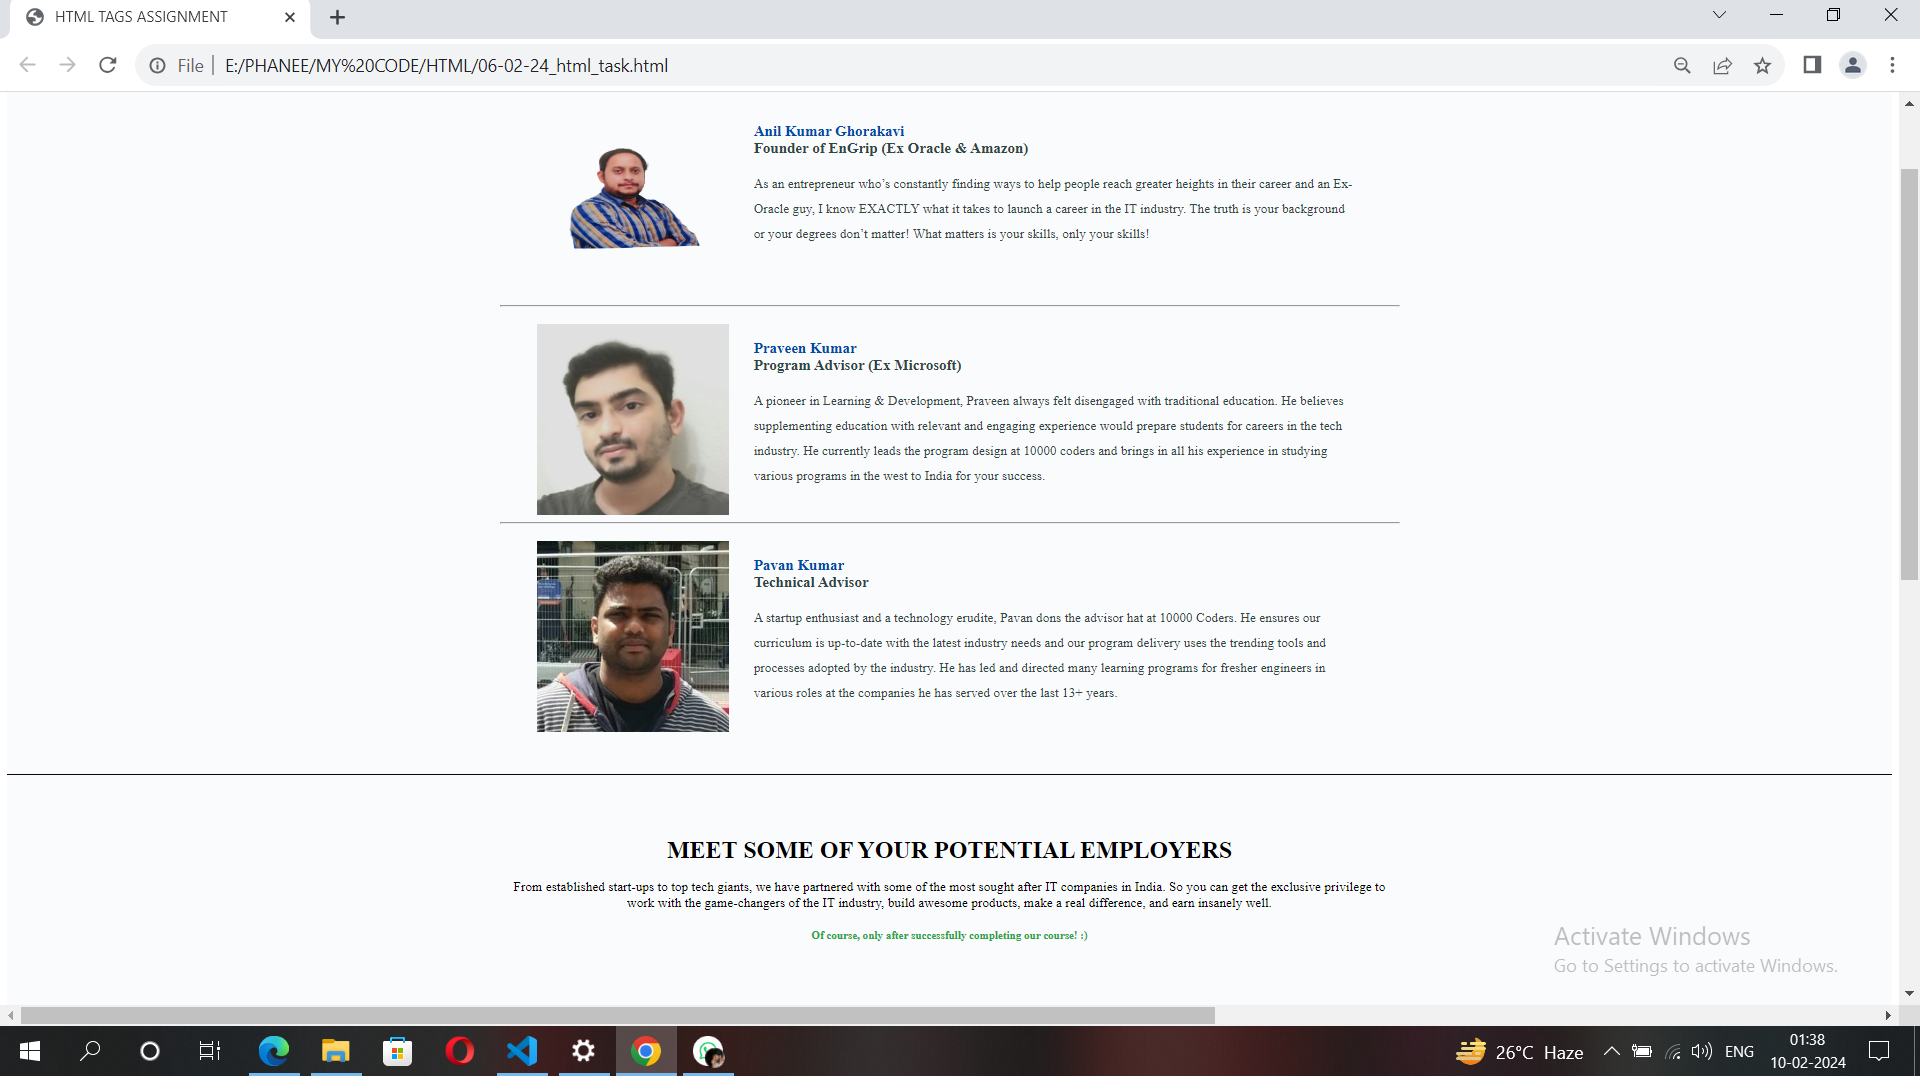 HTML TAGS ASSIGNMENT
File
E:/PHANEE/MY%20CODE/HTML/06-02-24_html_task.html
Anil Kumar Ghorakavi
Founder of EnGrip (Ex Oracle & Amazon)
As an entrepreneur who’s constantly finding ways to help people reach greater heights in their career and an Ex-
Oracle guy, I know EXACTLY what it takes to launch a career in the IT industry. The truth is your background
or your degrees don’t matter! What matters is your skills, only your skills!
Praveen Kumar
Program Advisor (Ex Microsoft)
A pioneer in Learning & Development, Praveen always felt disengaged with traditional education. He believes
supplementing education with relevant and engaging experience would prepare students for careers in the tech
industry. He currently leads the program design at 10000 coders and brings in all his experience in studying
various programs in the west to India for your success.
Pavan Kumar
Technical Advisor
A startup enthusiast and a technology erudite, Pavan dons the advisor hat at 10000 Coders. He ensures our
curriculum is up-to-date with the latest industry needs and our program delivery uses the trending tools and
processes adopted by the industry. He has led and directed many learning programs for fresher engineers in
various roles at the companies he has served over the last 13+ years.
MEET SOME OF YOUR POTENTIAL EMPLOYERS
From established start-ups to top tech giants, we have partnered with some of the most sought after IT companies in India. So you can get the exclusive privilege to
work with the game-changers of the IT industry, build awesome products, make a real difference, and earn insanely well.
Of course, only after successfully completing our course! :)
Activate Windows
Go to Settings to activate Windows.
26°C Haze
ENG
01:38
10-02-2024